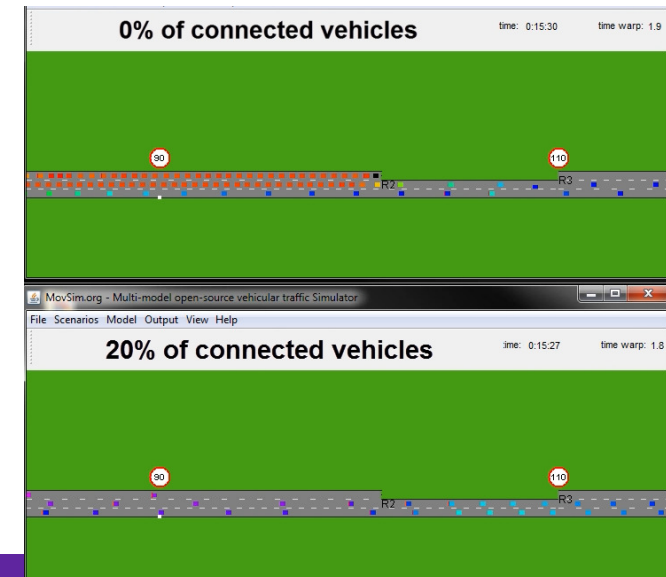 0% of connected vehicles
time: 0:15:30
time warp: 1.9
90
110
R2
R3
MovSim.org - Multi-model open-source vehicular traffic Simulator
File Scenarios Model Output View Help
20% of connected vehicles
time: 0:15:27
time warp: 1.8
90
110
R2
R3